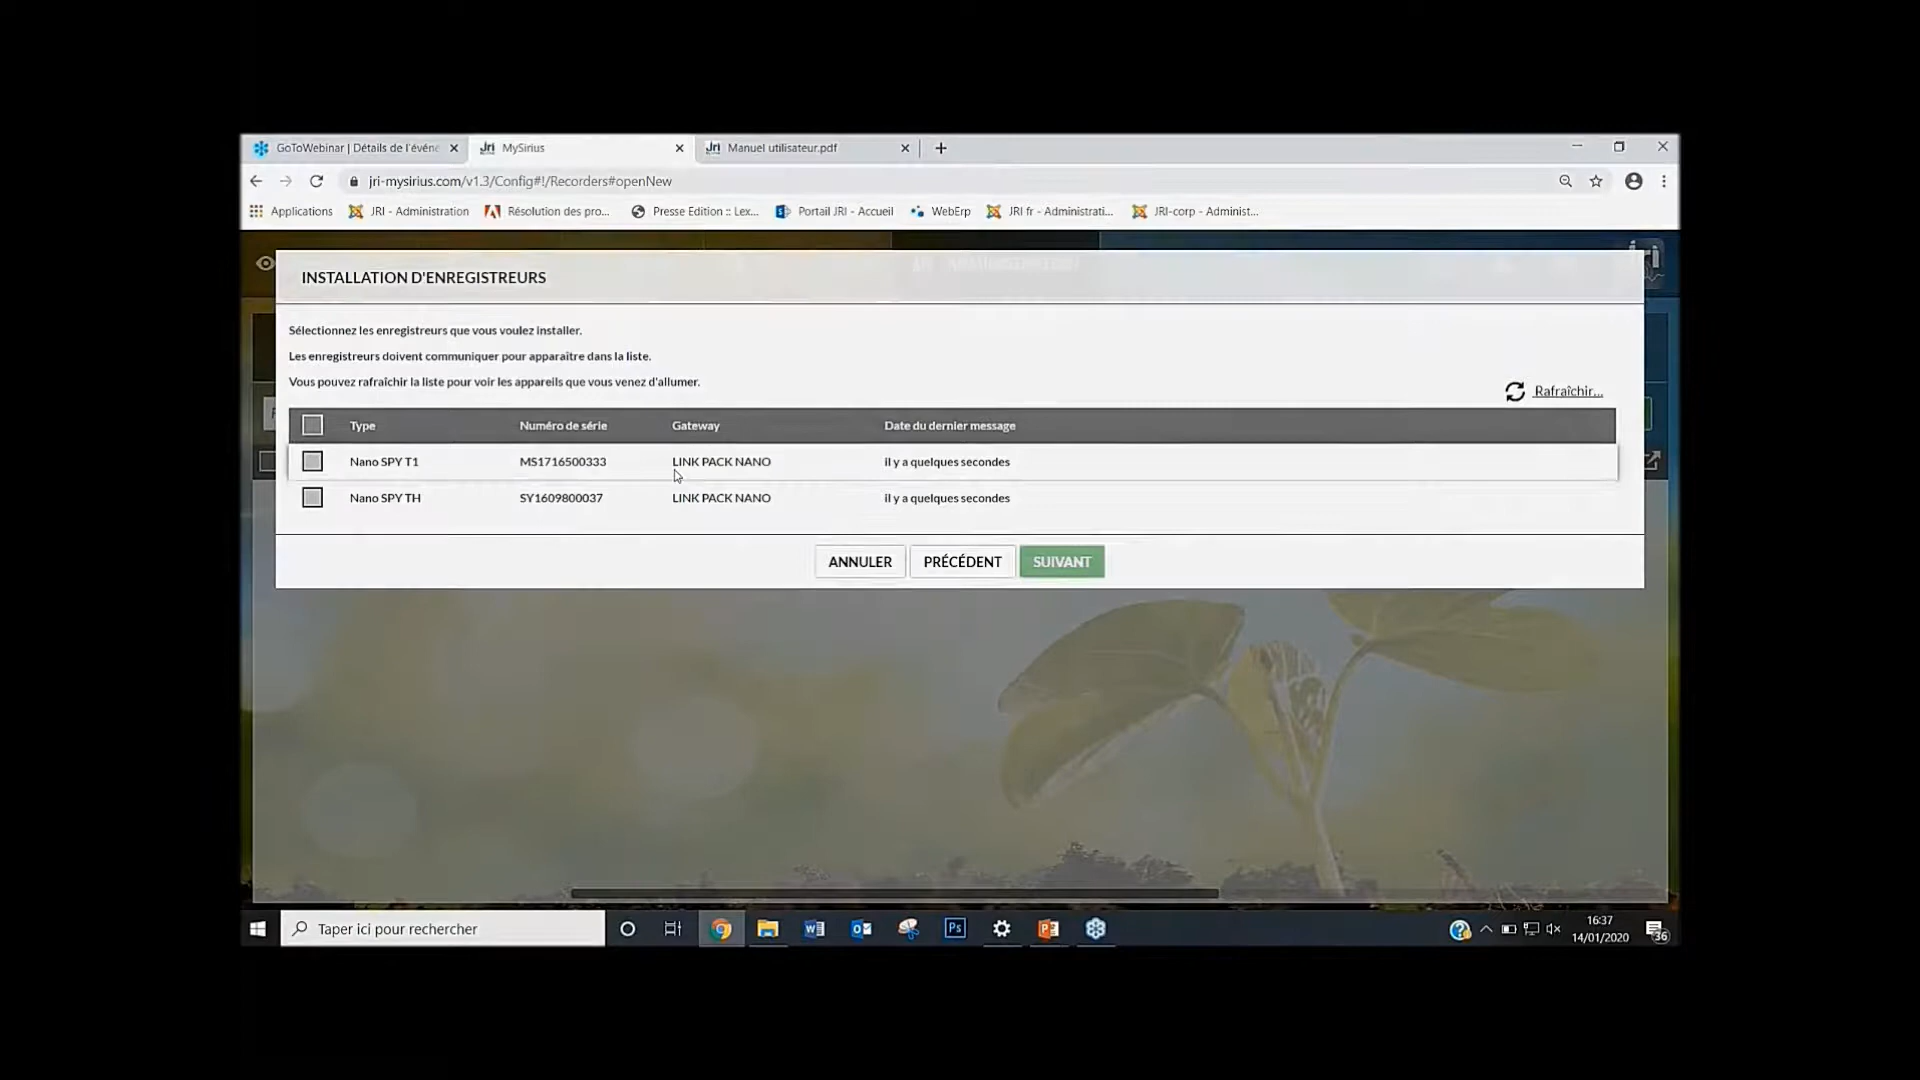 GoToWebinar | Détails de l'évène
Jri MySirius
Jri Manuel utilisateur.pdf
jri-mysirius.com/v1.3/Config#!/Recorders#openNew
Applications JRI - Administration Résolution des pro... Presse Edition :: Lex... Portail JRI - Accueil WebErp JRI fr - Administrati... JRI-corp - Administ...
INSTALLATION D'ENREGISTREURS
Sélectionnez les enregistreurs que vous voulez installer.
Les enregistreurs doivent communiquer pour apparaître dans la liste.
Vous pouvez rafraîchir la liste pour voir les appareils que vous venez d'allumer.
Rafraîchir...
Type Numéro de série Gateway Date du dernier message
Nano SPY T1 MS1716500333 LINK PACK NANO il y a quelques secondes
Nano SPY TH SY1609800037 LINK PACK NANO il y a quelques secondes
ANNULER PRÉCÉDENT SUIVANT
Taper ici pour rechercher
16:37
14/01/2020
36